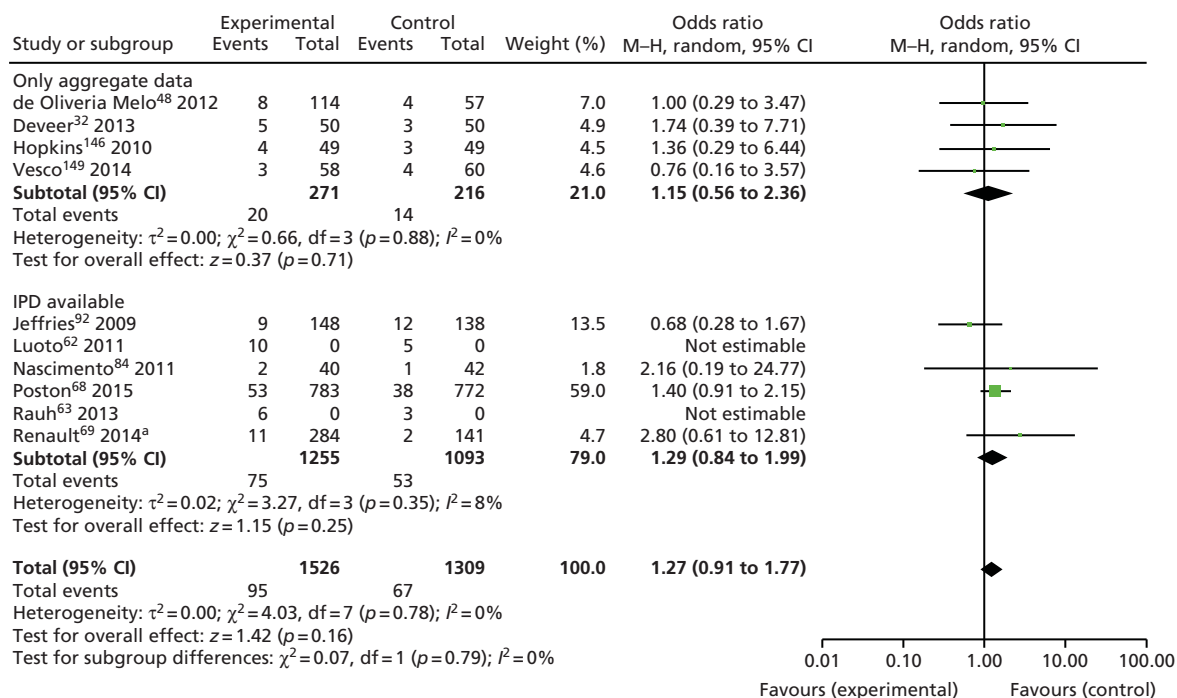 Experimental Control Odds ratio Odds ratio
Study or subgroup Events Total Events Total Weight (%) M–H, random, 95% CI M–H, random, 95% CI
Only aggregate data
de Oliveria Melo⁴⁸ 2012 8 114 4 57 7.0 1.00 (0.29 to 3.47)
Deveer³² 2013 5 50 3 50 4.9 1.74 (0.39 to 7.71)
Hopkins¹⁴⁶ 2010 4 49 3 49 4.5 1.36 (0.29 to 6.44)
Vesco¹⁴⁹ 2014 3 58 4 60 4.6 0.76 (0.16 to 3.57)
Subtotal (95% CI) 271 216 21.0 1.15 (0.56 to 2.36)
Total events 20 14
Heterogeneity: τ²=0.00; χ²=0.66, df=3 (p=0.88); I²=0%
Test for overall effect: z=0.37 (p=0.71)
IPD available
Jeffries⁹² 2009 9 148 12 138 13.5 0.68 (0.28 to 1.67)
Luoto⁶² 2011 10 0 5 0 Not estimable
Nascimento⁸⁴ 2011 2 40 1 42 1.8 2.16 (0.19 to 24.77)
Poston⁶⁸ 2015 53 783 38 772 59.0 1.40 (0.91 to 2.15)
Rauh⁶³ 2013 6 0 3 0 Not estimable
Renault⁶⁹ 2014ᵃ 11 284 2 141 4.7 2.80 (0.61 to 12.81)
Subtotal (95% CI) 1255 1093 79.0 1.29 (0.84 to 1.99)
Total events 75 53
Heterogeneity: τ²=0.02; χ²=3.27, df=3 (p=0.35); I²=8%
Test for overall effect: z=1.15 (p=0.25)
Total (95% CI) 1526 1309 100.0 1.27 (0.91 to 1.77)
Total events 95 67
Heterogeneity: τ²=0.00; χ²=4.03, df=7 (p=0.78); I²=0%
Test for overall effect: z=1.42 (p=0.16)
Test for subgroup differences: χ²=0.07, df=1 (p=0.79); I²=0%
0.01 0.10 1.00 10.00 100.00
Favours (experimental) Favours (control)